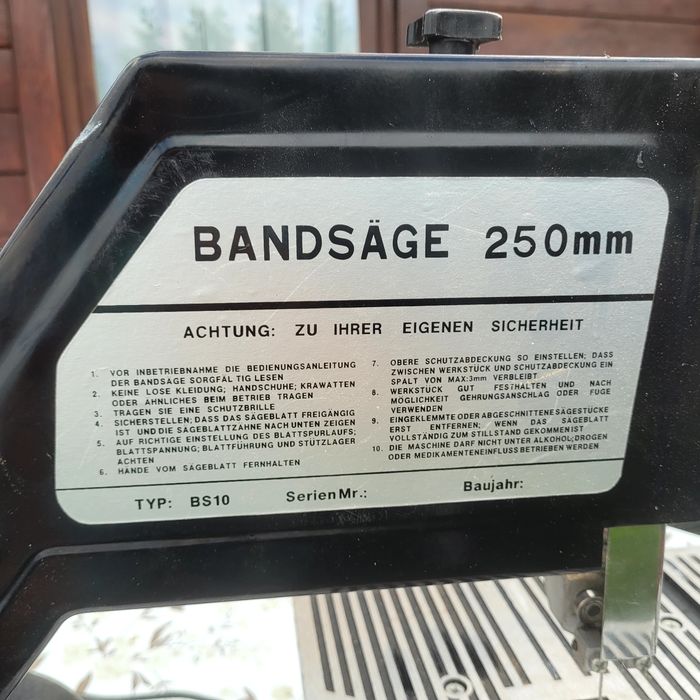 BANDSÄGE 250mm
ACHTUNG: ZU IHRER EIGENEN SICHERHEIT
1. VOR INBETRIEBNAHME DIE BEDIENUNGSANLEITUNG
DER BANDSAGE SORGFÄL TIG LESEN
2. KEINE LOSE KLEIDUNG; HANDSCHUHE; KRAWATTEN
ODER ÄHNLICHES BEIM BETRIEB TRAGEN
3. TRAGEN SIE EINE SCHUTZBRILLE
4. SICHERSTELLEN; DASS DAS SÄGEBLATT FREIGÄNGIG
IST UND DIE SÄGEBLATTZÄHNE NACH UNTEN ZEIGEN
5. AUF RICHTIGE EINSTELLUNG DES BLATTSPURLAUFS;
BLATTSPANNUNG; BLATTFÜHRUNG UND STÜTZLAGER
ACHTEN
6. HÄNDE VOM SÄGEBLATT FERNHALTEN
7. OBERE SCHUTZABDECKUNG SO EINSTELLEN; DASS
ZWISCHEN WERKSTÜCK UND SCHUTZABDECKUNG EIN
SPALT VON MAX:3mm VERBLEIBT
8. WERKSTÜCK GUT FESTHALTEN UND NACH
MÖGLICHKEIT GEHRUNGSANSCHLAG ODER FUGE
VERWENDEN
9. EINGEKLEMMTE ODER ABGESCHNITTENE SÄGESTÜCKE
ERST ENTFERNEN; WENN DAS SÄGEBLATT
VOLLSTÄNDIG ZUM STILLSTAND GEKOMMEN IST
10. DIE MASCHINE DARF NICHT UNTER ALKOHOL; DROGEN
ODER MEDIKAMENTENEINFLUSS BETRIEBEN WERDEN
TYP: BS10 Serien Mr.: Baujahr: